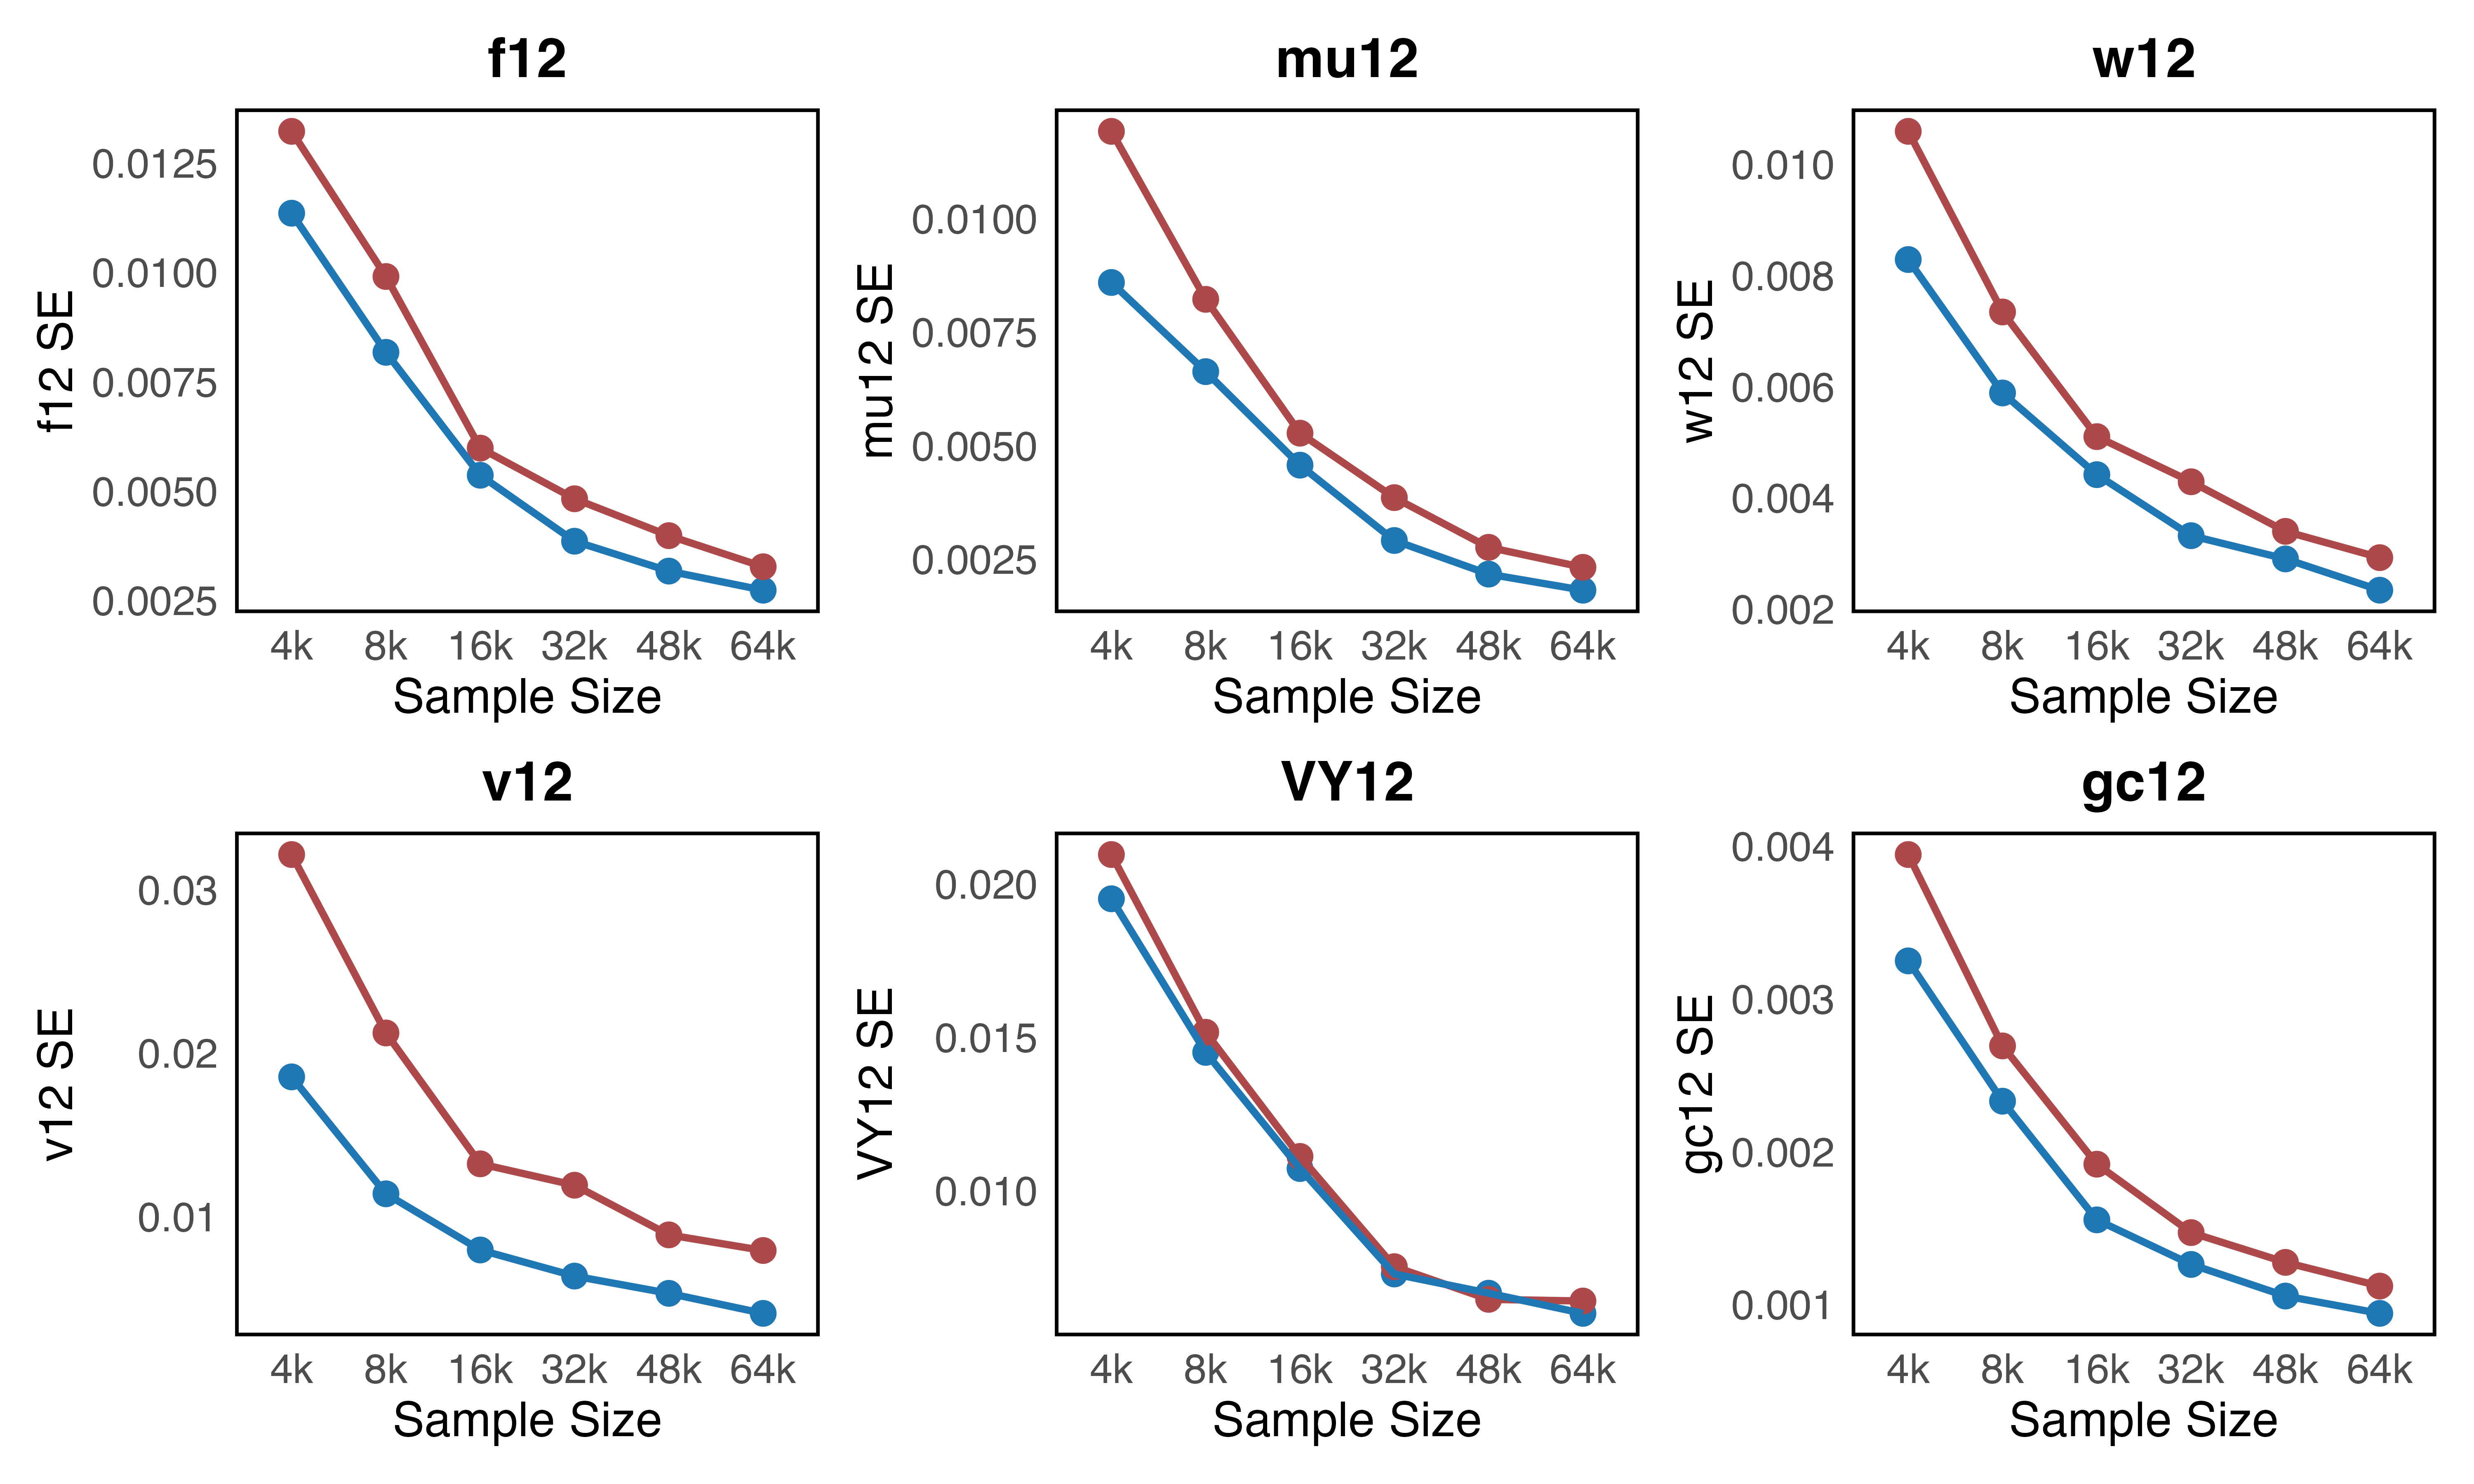 f12
mu12
w12
f12 SE
0.0125
0.0100
0.0075
0.0050
0.0025
4k 8k 16k 32k 48k 64k
Sample Size
mu12 SE
0.0100
0.0075
0.0050
0.0025
4k 8k 16k 32k 48k 64k
Sample Size
w12 SE
0.010
0.008
0.006
0.004
0.002
4k 8k 16k 32k 48k 64k
Sample Size
v12
VY12
gc12
v12 SE
0.03
0.02
0.01
4k 8k 16k 32k 48k 64k
Sample Size
VY12 SE
0.020
0.015
0.010
4k 8k 16k 32k 48k 64k
Sample Size
gc12 SE
0.004
0.003
0.002
0.001
4k 8k 16k 32k 48k 64k
Sample Size